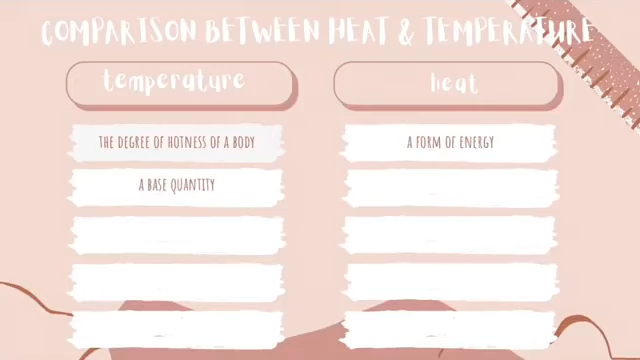 COMPARISON BETWEEN HEAT & TEMPERATURE
temperature
heat
THE DEGREE OF HOTNESS OF A BODY
A FORM OF ENERGY
A BASE QUANTITY